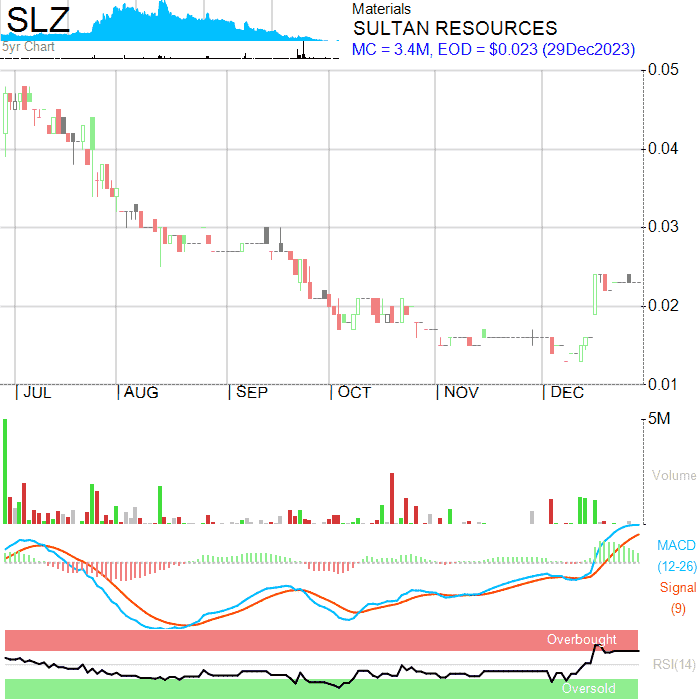 SLZ
5yr Chart
Materials
SULTAN RESOURCES
MC = 3.4M, EOD = $0.023 (29Dec2023)
0.05
0.04
0.03
0.02
0.01
JUL AUG SEP OCT NOV DEC
5M
Volume
MACD
(12-26)
Signal
(9)
Overbought
RSI(14)
Oversold